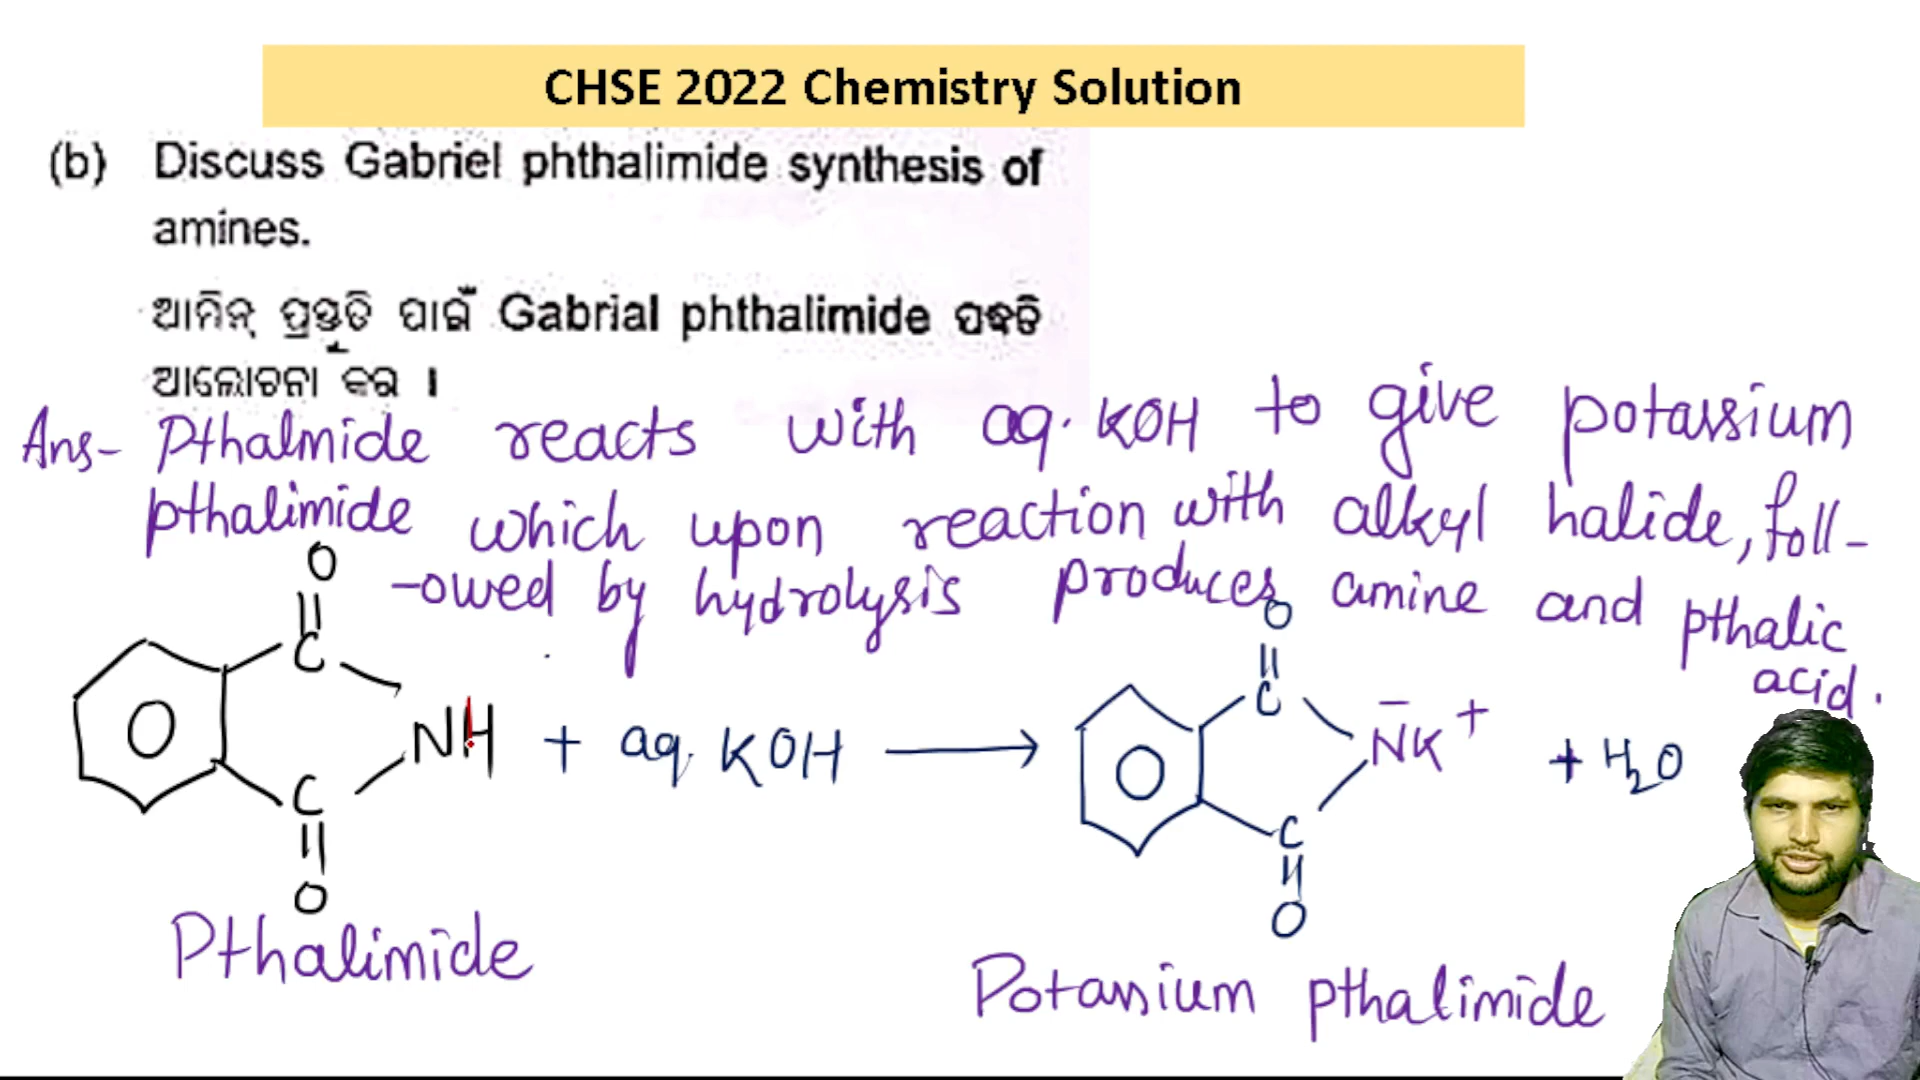 CHSE 2022 Chemistry Solution
(b) Discuss Gabriel phthalimide synthesis of
amines.
ଆମିନ୍ ପ୍ରସ୍ତୁତି ପାଇଁ Gabrial phthalimide ପଦ୍ଧତି
ଆଲୋଚନା କର ।
Ans- Pthalmide reacts with aq. KOH to give potassium
pthalimide which upon reaction with alkyl halide, foll-
-owed by hydrolysis produces amine and pthalic
acid.
O
||
C
NH + aq. KOH ⟶ N̄K⁺ + H₂O
C
||
O
O
||
C
C
||
O
Pthalimide
Potassium pthalimide